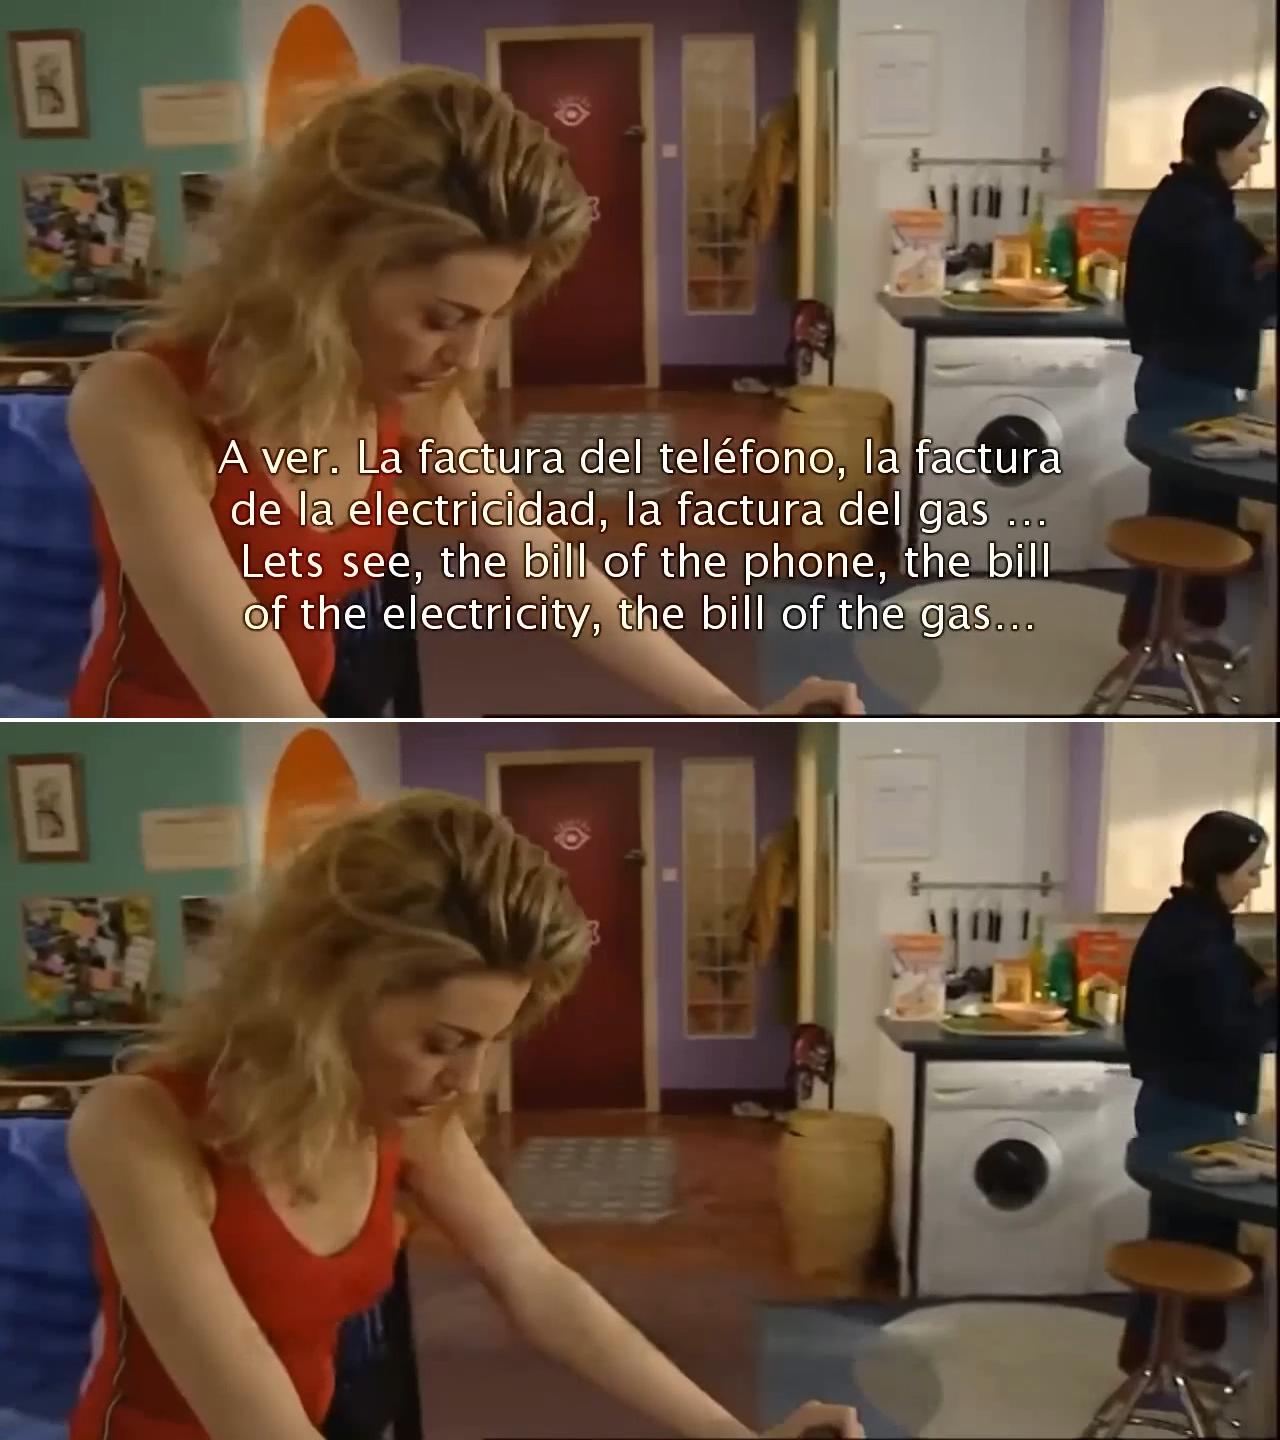 A ver. La factura del teléfono, la factura
de la electricidad, la factura del gas ...
Lets see, the bill of the phone, the bill
of the electricity, the bill of the gas...